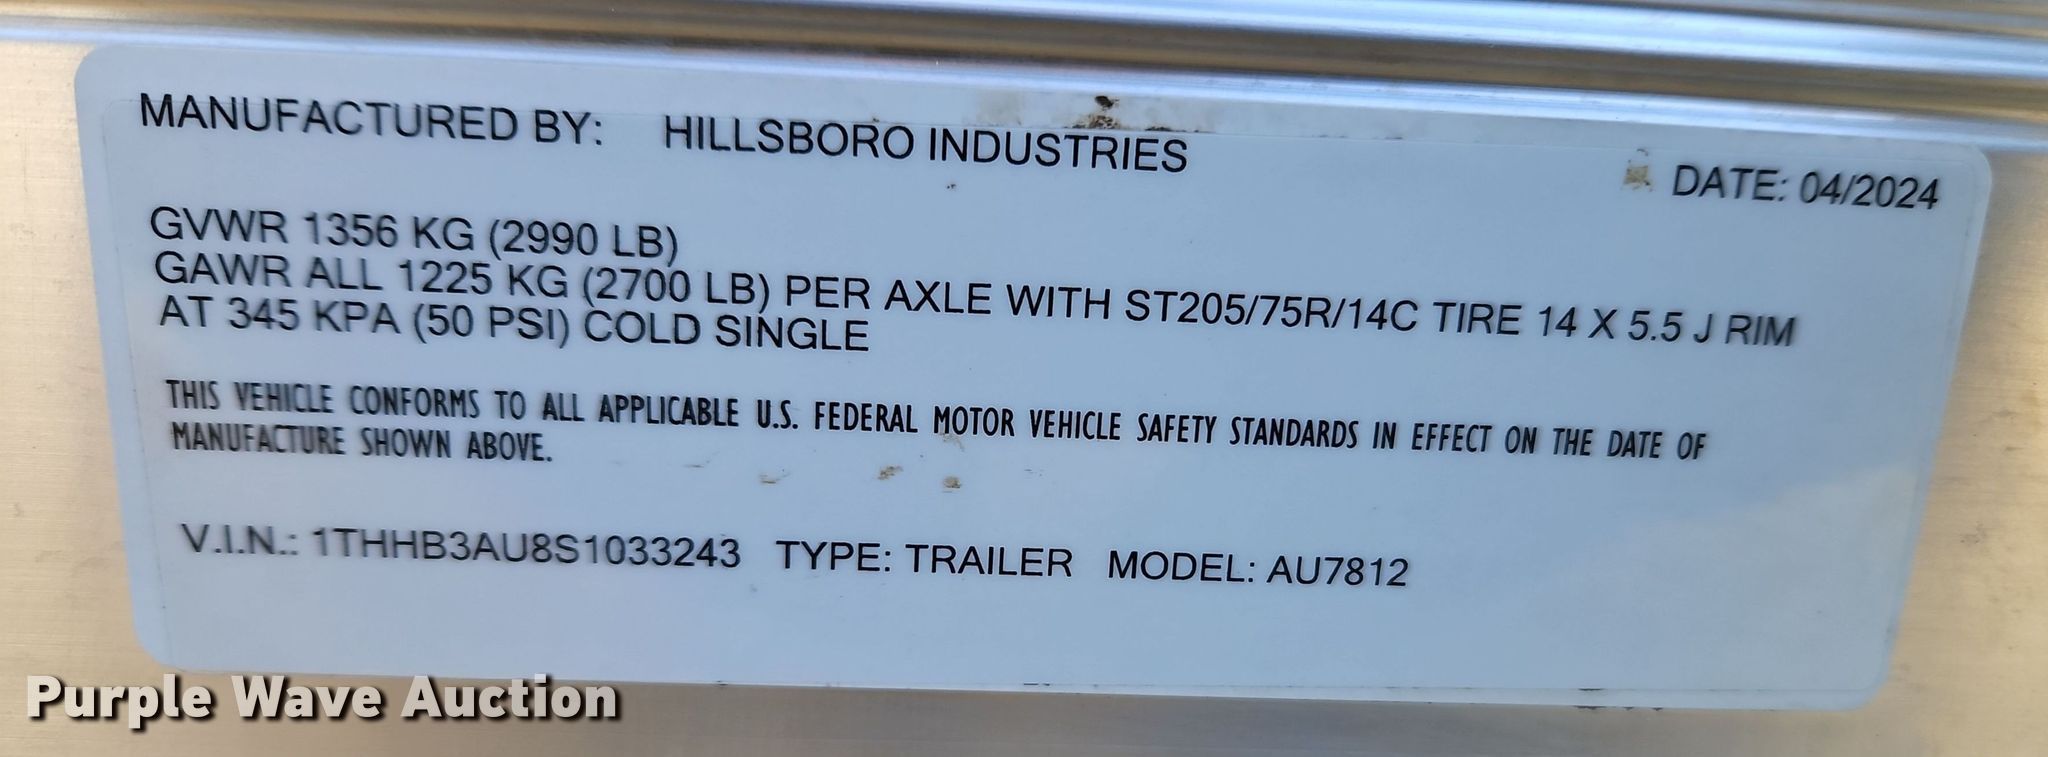 MANUFACTURED BY: HILLSBORO INDUSTRIES
DATE: 04/2024
GVWR 1356 KG (2990 LB)
GAWR ALL 1225 KG (2700 LB) PER AXLE WITH ST205/75R/14C TIRE 14 X 5.5 J RIM
AT 345 KPA (50 PSI) COLD SINGLE
THIS VEHICLE CONFORMS TO ALL APPLICABLE U.S. FEDERAL MOTOR VEHICLE SAFETY STANDARDS IN EFFECT ON THE DATE OF
MANUFACTURE SHOWN ABOVE.
V.I.N.: 1THHB3AU8S1033243 TYPE: TRAILER MODEL: AU7812
Purple Wave Auction